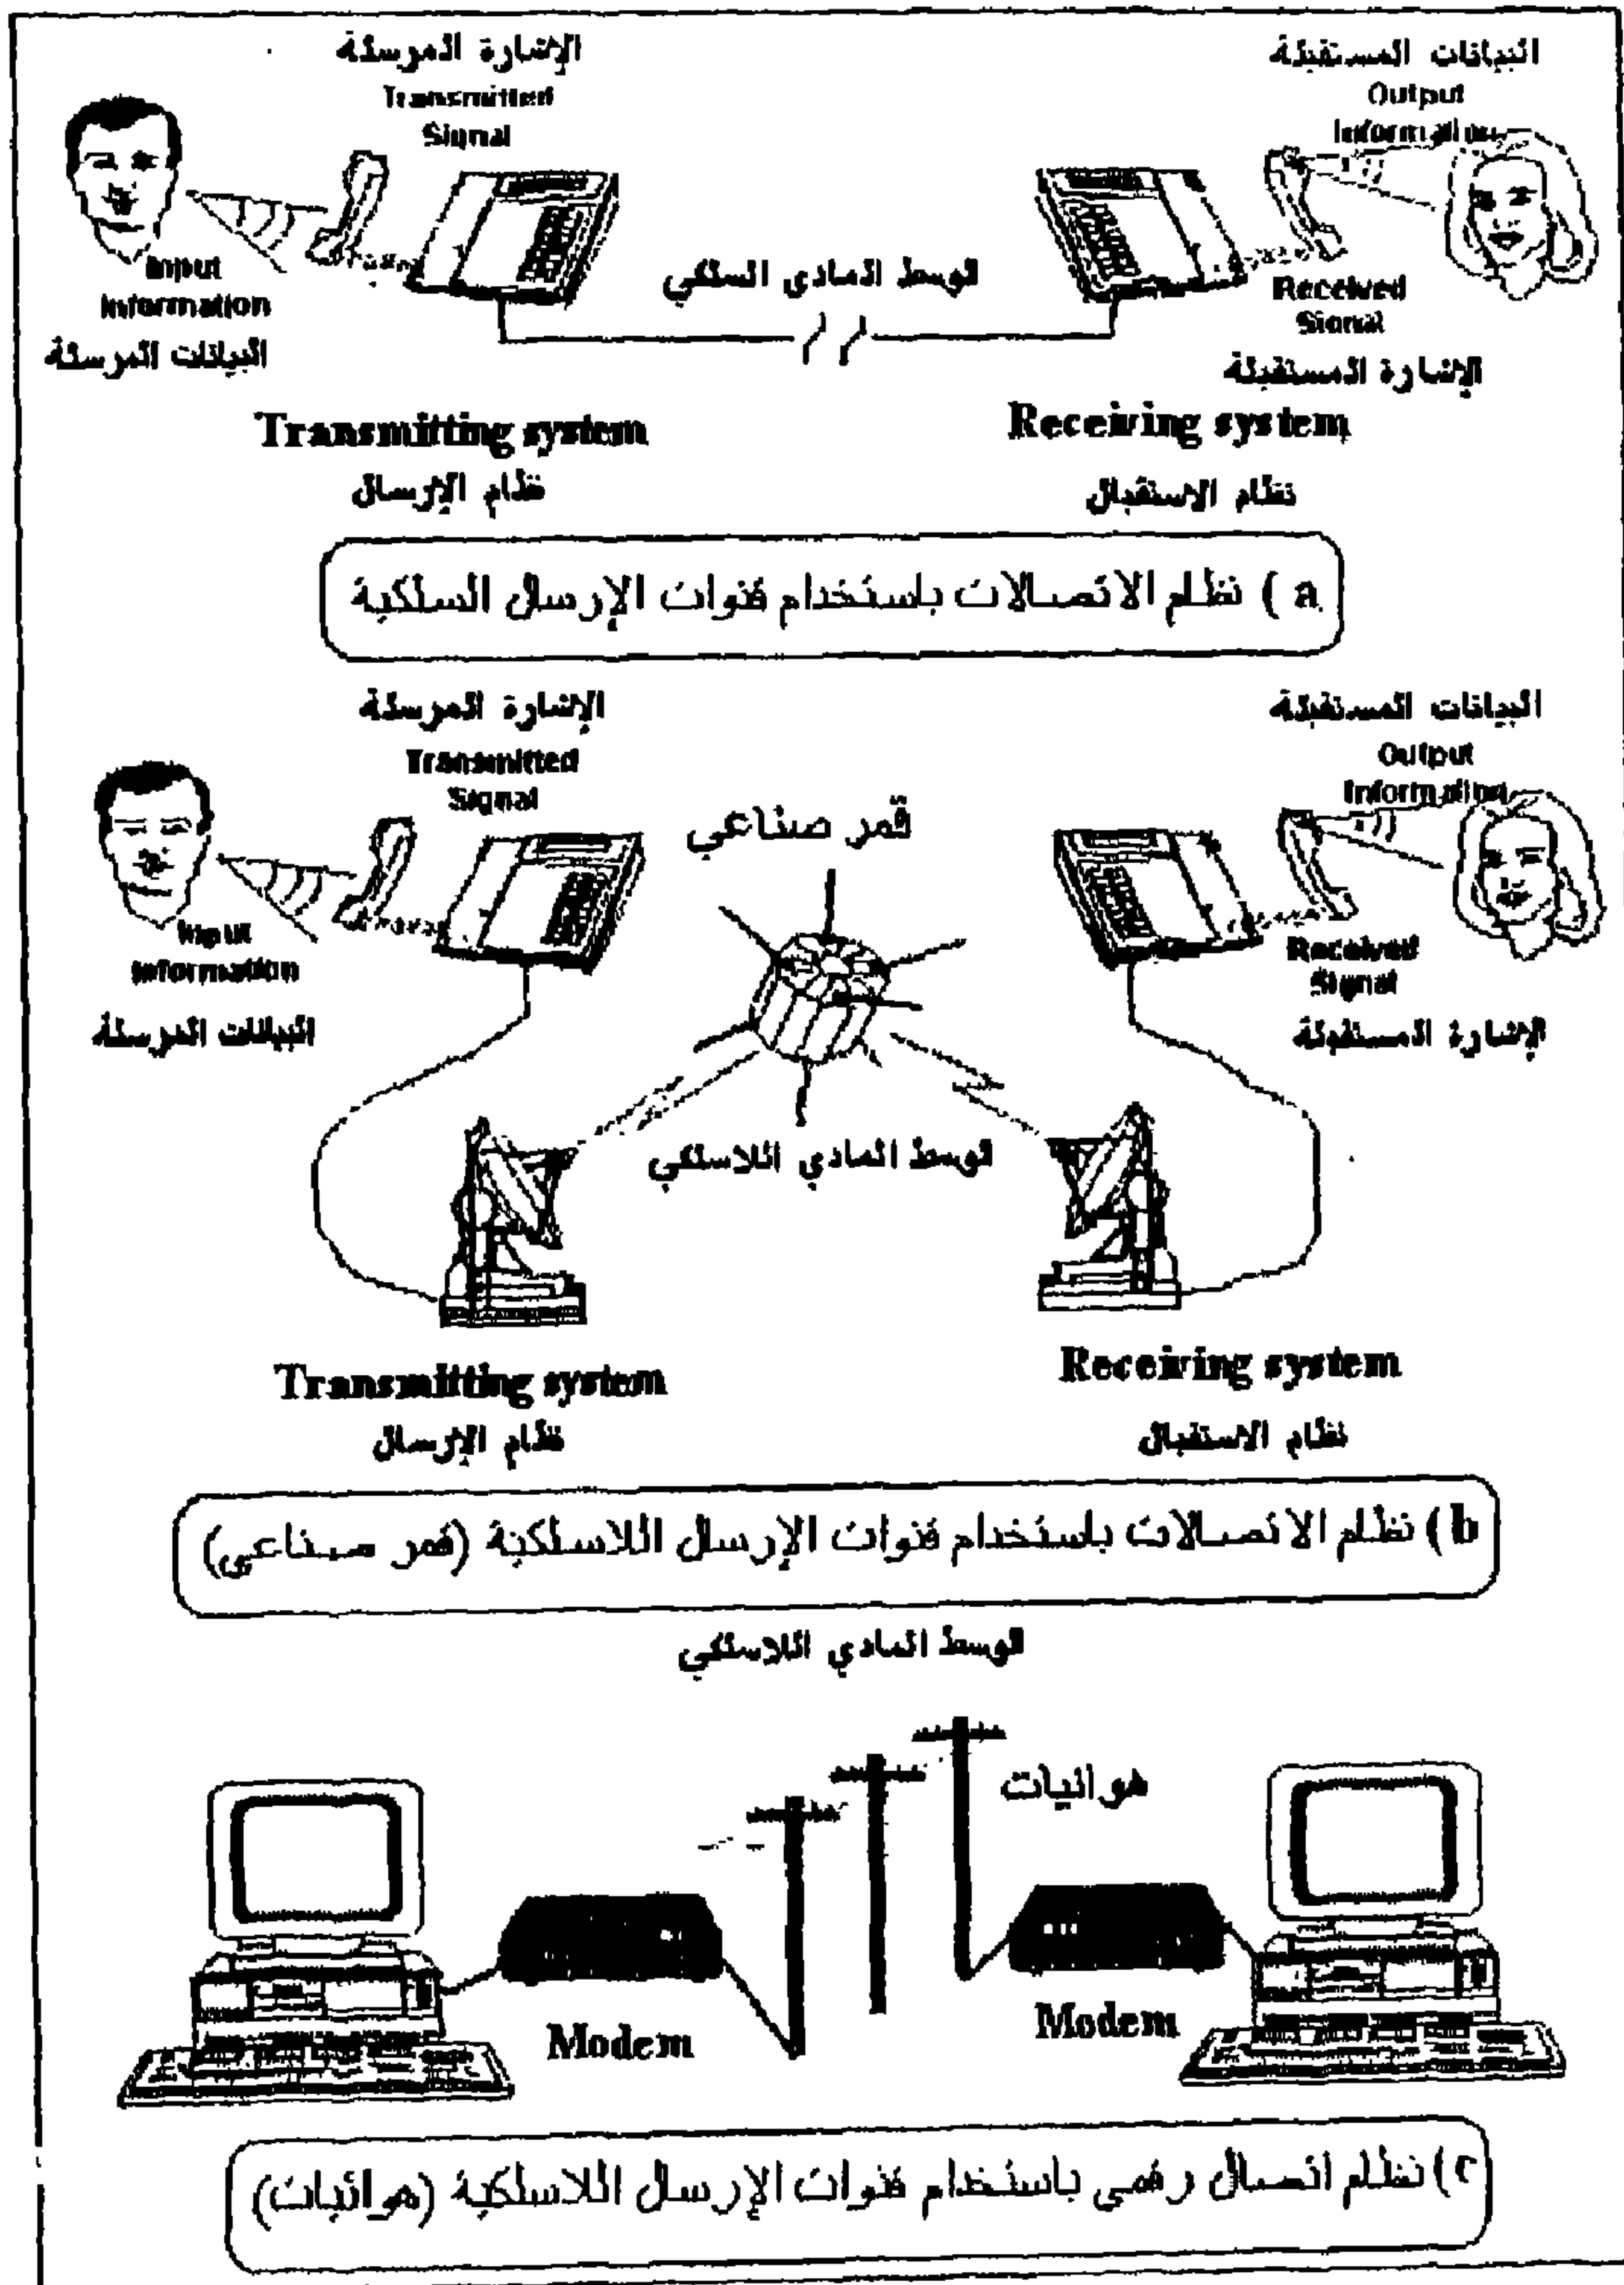 الإشارة المرسلة
Transmitted
Signal
البيانات المستقبلة
Output
Information
Input
Information
البيانات المرسلة
الوسط المادي السلكي
Received
Signal
الإشارة المستقبلة
Transmitting system
نظام الإرسال
Receiving system
نظام الاستقبال
a ) نظام الاتصالات باستخدام قنوات الإرسال السلكية
الإشارة المرسلة
Transmitted
Signal
البيانات المستقبلة
Output
Information
قمر صناعي
Input
Information
البيانات المرسلة
Received
Signal
الإشارة المستقبلة
الوسط المادي اللاسلكي
Transmitting system
نظام الإرسال
Receiving system
نظام الاستقبال
b ) نظام الاتصالات باستخدام قنوات الإرسال اللاسلكية (قمر صناعي)
الوسط المادي اللاسلكي
هوائيات
Modem
Modem
c) نظام اتصال رقمي باستخدام قنوات الإرسال اللاسلكية (هوائيات)